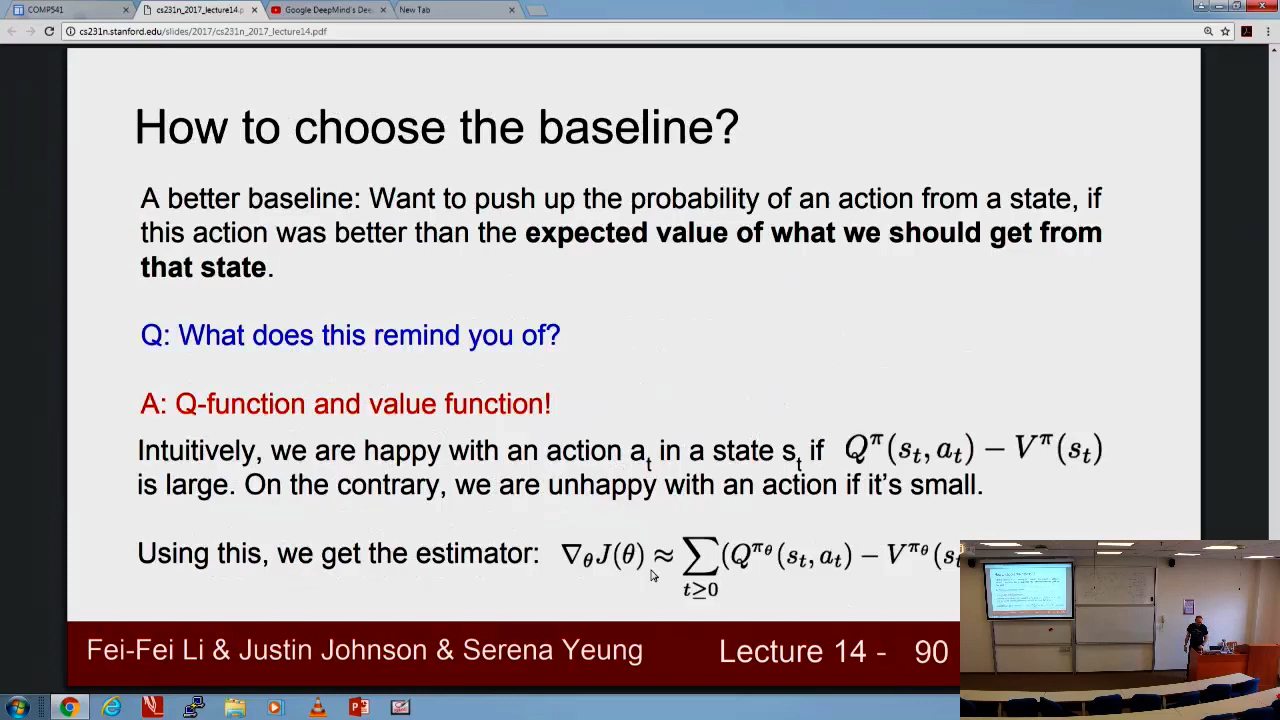 COMP541
cs231n_2017_lecture14.p
Google DeepMind's Dee
New Tab
cs231n.stanford.edu/slides/2017/cs231n_2017_lecture14.pdf
How to choose the baseline?
A better baseline: Want to push up the probability of an action from a state, if
this action was better than the expected value of what we should get from
that state.
Q: What does this remind you of?
A: Q-function and value function!
Intuitively, we are happy with an action a_t in a state s_t if Q^π(s_t, a_t) − V^π(s_t)
is large. On the contrary, we are unhappy with an action if it's small.
Using this, we get the estimator: ∇_θJ(θ) ≈ ∑_{t≥0} (Q^{π_θ}(s_t, a_t) − V^{π_θ}(s_t
Fei-Fei Li & Justin Johnson & Serena Yeung
Lecture 14 - 90